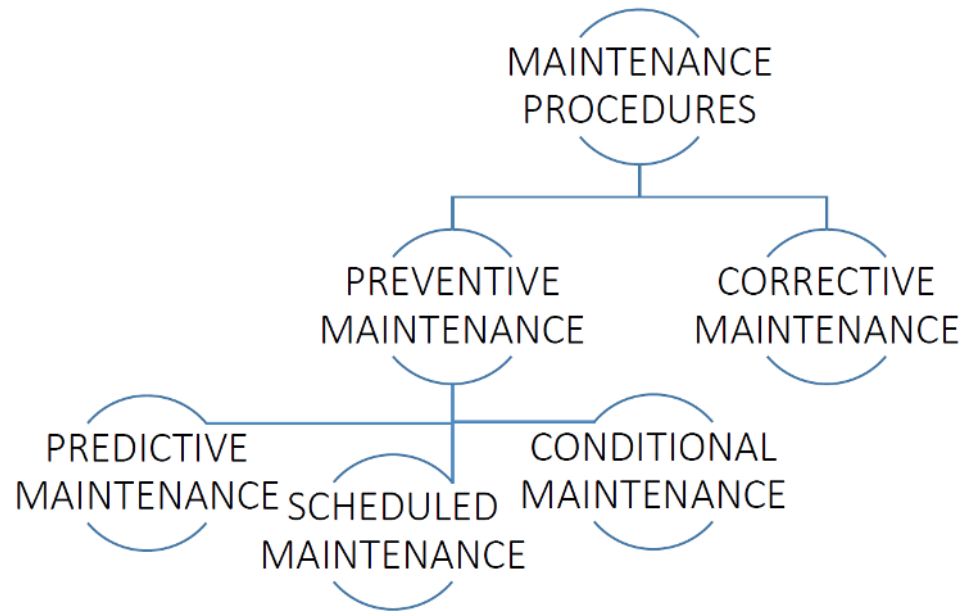 MAINTENANCE
PROCEDURES
PREVENTIVE
MAINTENANCE
CORRECTIVE
MAINTENANCE
PREDICTIVE
MAINTENANCE
SCHEDULED
MAINTENANCE
CONDITIONAL
MAINTENANCE